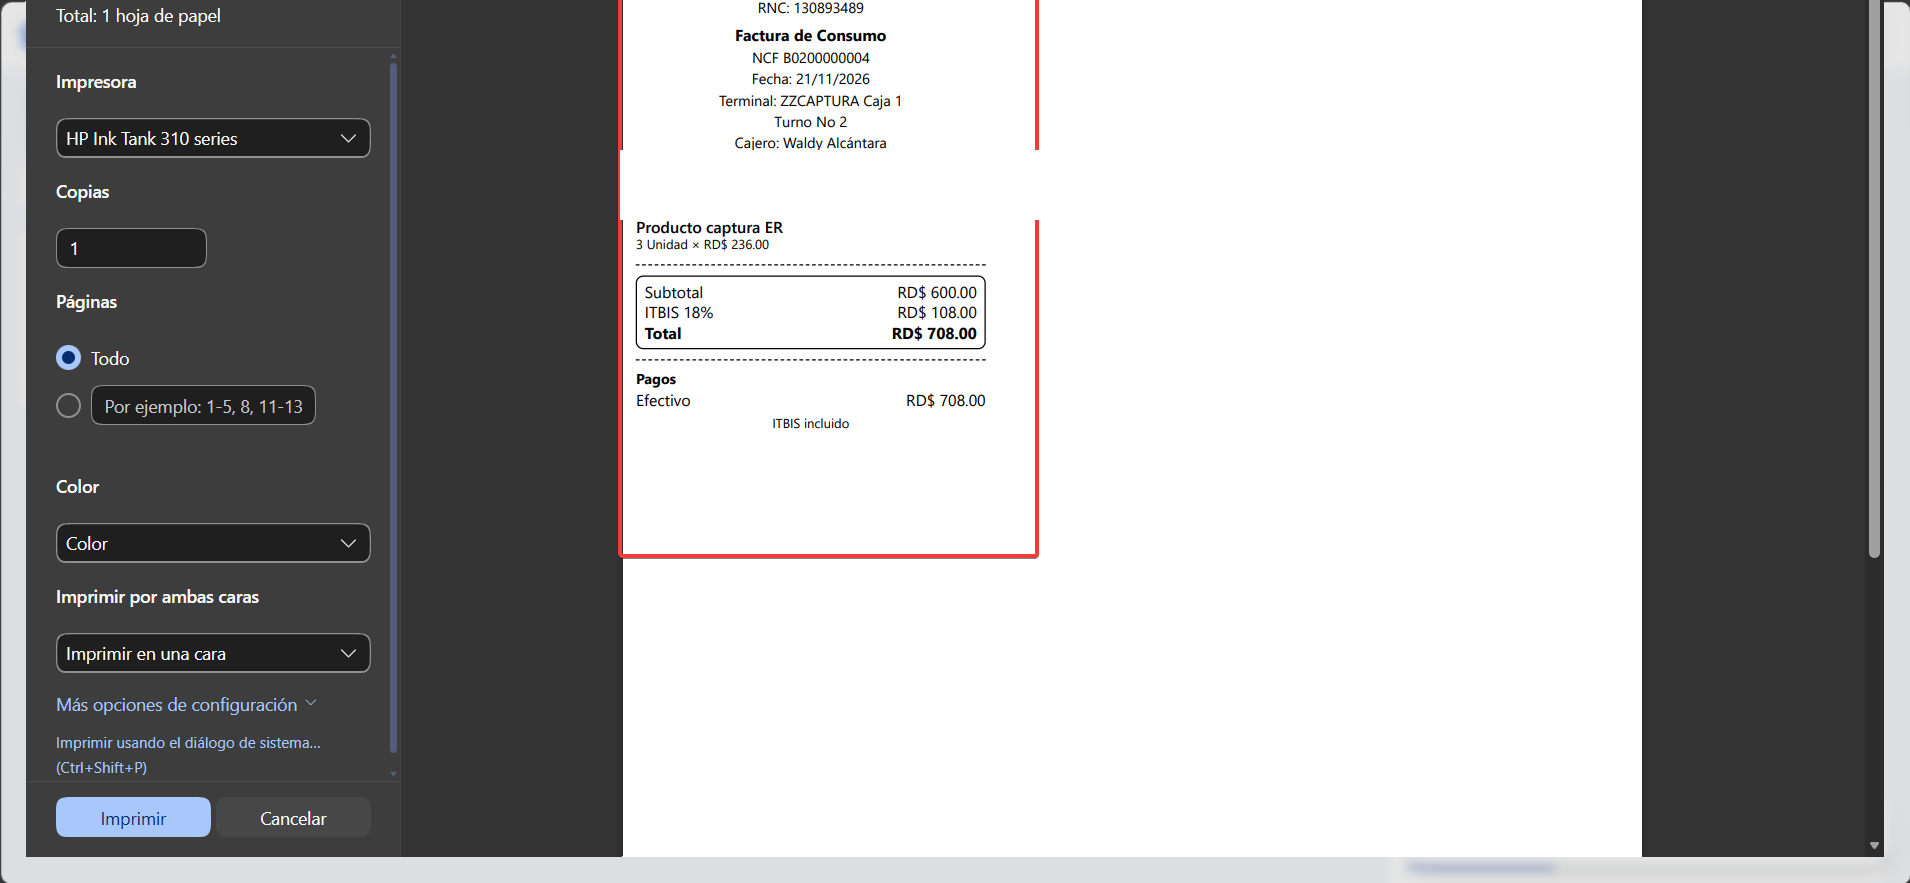 Total: 1 hoja de papel
Impresora
HP Ink Tank 310 series
Copias
1
Páginas
Todo
Por ejemplo: 1-5, 8, 11-13
Color
Color
Imprimir por ambas caras
Imprimir en una cara
Más opciones de configuración
Imprimir usando el diálogo de sistema...
(Ctrl+Shift+P)
Imprimir
Cancelar
RNC: 130893489
Factura de Consumo
NCF B0200000004
Fecha: 21/11/2026
Terminal: ZZCAPTURA Caja 1
Turno No 2
Cajero: Waldy Alcántara
Producto captura ER
3 Unidad × RD$ 236.00
Subtotal RD$ 600.00
ITBIS 18% RD$ 108.00
Total RD$ 708.00
Pagos
Efectivo RD$ 708.00
ITBIS incluido